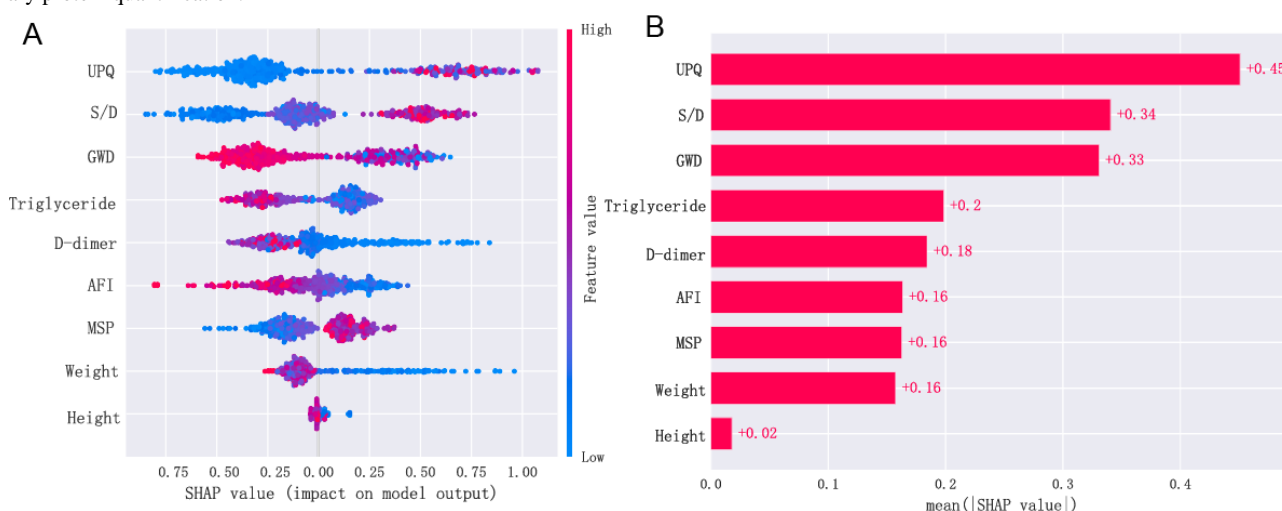 A
UPQ
S/D
GWD
Triglyceride
D-dimer
AFI
MSP
Weight
Height
0.75 0.50 0.25 0.00 0.25 0.50 0.75 1.00
SHAP value (impact on model output)
High
Feature value
Low
B
UPQ +0.45
S/D +0.34
GWD +0.33
Triglyceride +0.2
D-dimer +0.18
AFI +0.16
MSP +0.16
Weight +0.16
Height +0.02
0.0 0.1 0.2 0.3 0.4
mean(|SHAP value|)